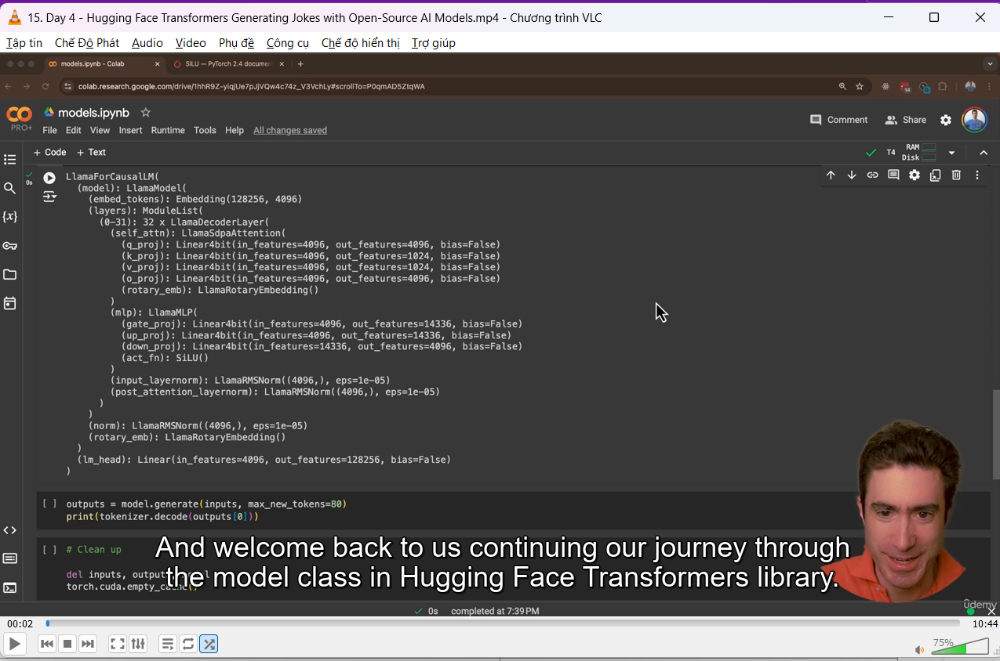 15. Day 4 - Hugging Face Transformers Generating Jokes with Open-Source AI Models.mp4 - Chương trình VLC
Tập tin Chế Độ Phát Audio Video Phụ đề Công cụ Chế độ hiển thị Trợ giúp
models.ipynb - Colab
SiLU — PyTorch 2.4 documen
colab.research.google.com/drive/1hhR9Z-yiqjUe7pJjVQw4c74z_V3VchLy#scrollTo=P0qmAD5ZtqWA
14
PRO+
models.ipynb
File Edit View Insert Runtime Tools Help All changes saved
Comment Share
+ Code + Text
T4 RAM
Disk
0s
LlamaForCausalLM(
(model): LlamaModel(
(embed_tokens): Embedding(128256, 4096)
(layers): ModuleList(
(0-31): 32 x LlamaDecoderLayer(
(self_attn): LlamaSdpaAttention(
(q_proj): Linear4bit(in_features=4096, out_features=4096, bias=False)
(k_proj): Linear4bit(in_features=4096, out_features=1024, bias=False)
(v_proj): Linear4bit(in_features=4096, out_features=1024, bias=False)
(o_proj): Linear4bit(in_features=4096, out_features=4096, bias=False)
(rotary_emb): LlamaRotaryEmbedding()
)
(mlp): LlamaMLP(
(gate_proj): Linear4bit(in_features=4096, out_features=14336, bias=False)
(up_proj): Linear4bit(in_features=4096, out_features=14336, bias=False)
(down_proj): Linear4bit(in_features=14336, out_features=4096, bias=False)
(act_fn): SiLU()
)
(input_layernorm): LlamaRMSNorm((4096,), eps=1e-05)
(post_attention_layernorm): LlamaRMSNorm((4096,), eps=1e-05)
)
)
(norm): LlamaRMSNorm((4096,), eps=1e-05)
(rotary_emb): LlamaRotaryEmbedding()
)
(lm_head): Linear(in_features=4096, out_features=128256, bias=False)
)
[ ] outputs = model.generate(inputs, max_new_tokens=80)
print(tokenizer.decode(outputs[0]))
[ ] # Clean up
And welcome back to us continuing our journey through
the model class in Hugging Face Transformers library.
del inputs, output
torch.cuda.empty_cache()
0s completed at 7:39 PM
ûdemy
00:02
10:44
75%